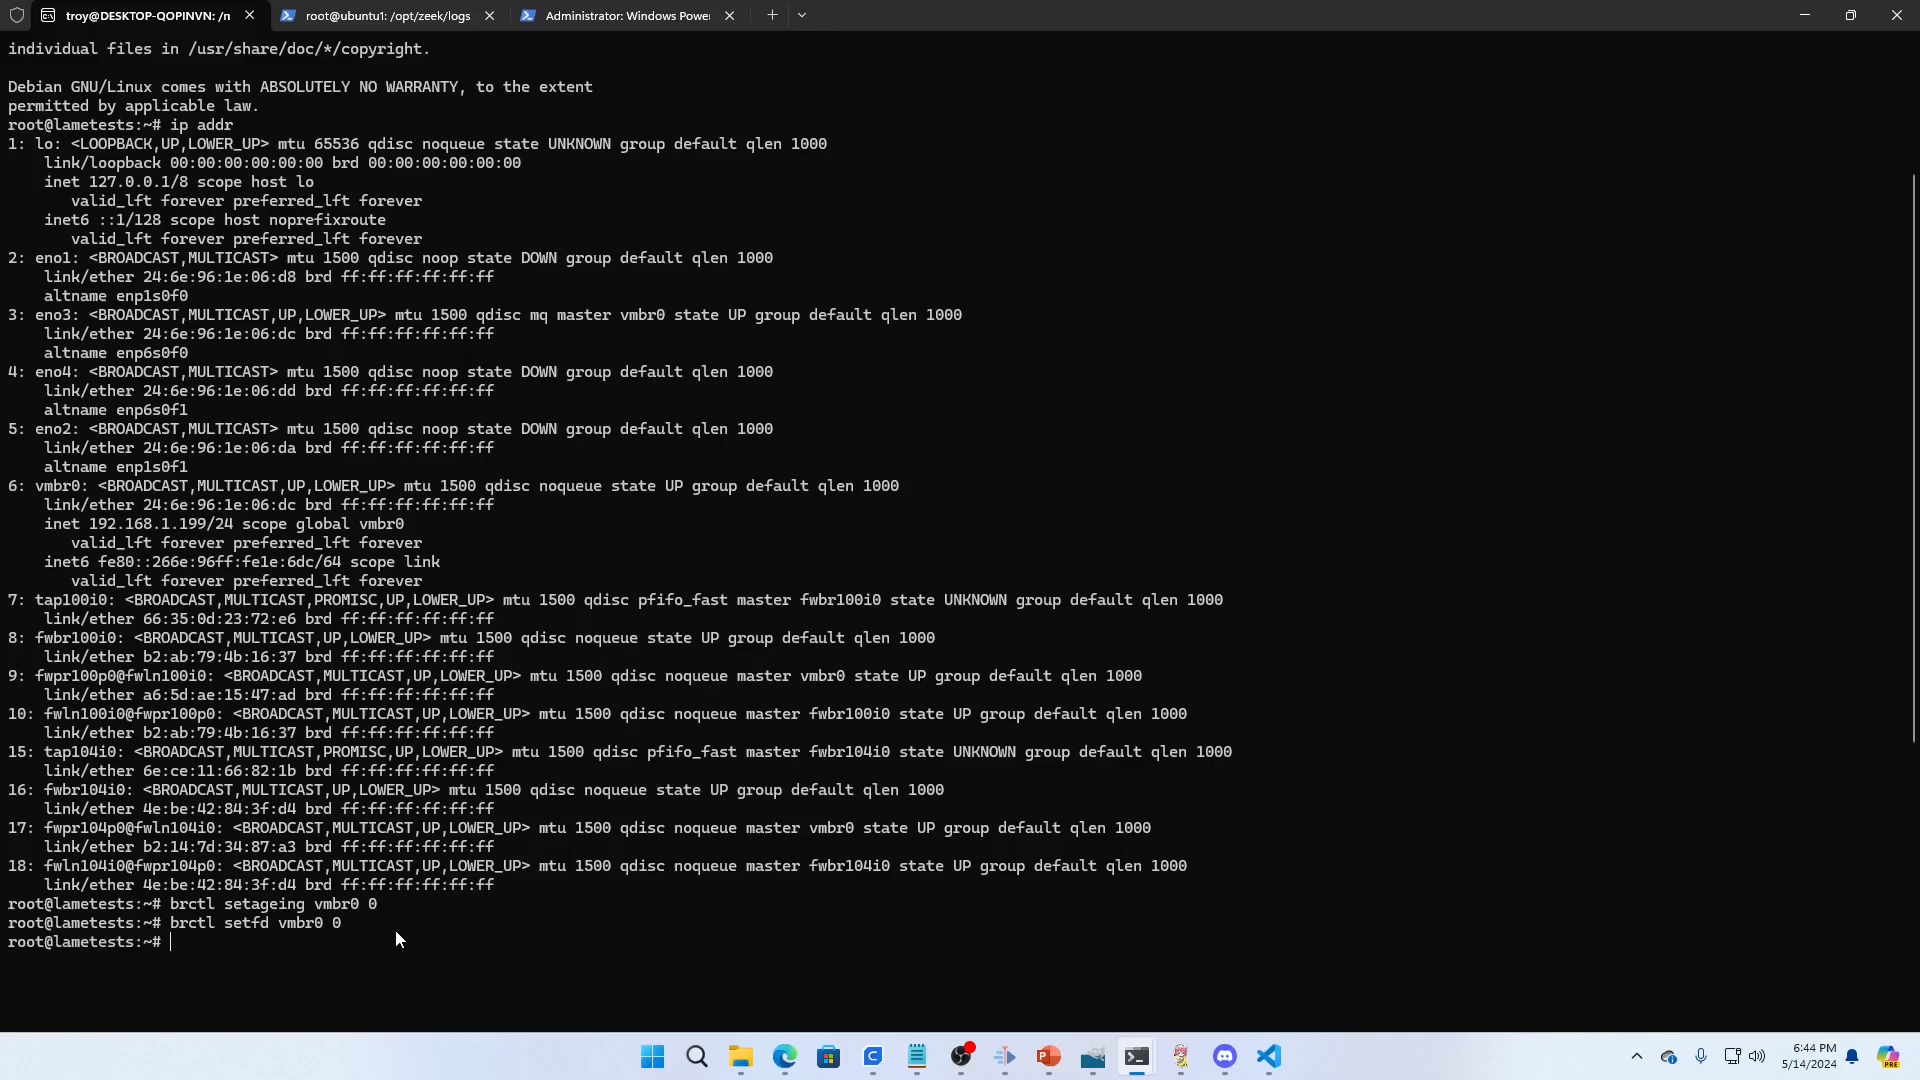 troy@DESKTOP-QOPINVN: /n
root@ubuntu1: /opt/zeek/logs
Administrator: Windows Power
individual files in /usr/share/doc/*/copyright.
Debian GNU/Linux comes with ABSOLUTELY NO WARRANTY, to the extent
permitted by applicable law.
root@lametests:~# ip addr
1: lo: <LOOPBACK,UP,LOWER_UP> mtu 65536 qdisc noqueue state UNKNOWN group default qlen 1000
link/loopback 00:00:00:00:00:00 brd 00:00:00:00:00:00
inet 127.0.0.1/8 scope host lo
valid_lft forever preferred_lft forever
inet6 ::1/128 scope host noprefixroute
valid_lft forever preferred_lft forever
2: eno1: <BROADCAST,MULTICAST> mtu 1500 qdisc noop state DOWN group default qlen 1000
link/ether 24:6e:96:1e:06:d8 brd ff:ff:ff:ff:ff:ff
altname enp1s0f0
3: eno3: <BROADCAST,MULTICAST,UP,LOWER_UP> mtu 1500 qdisc mq master vmbr0 state UP group default qlen 1000
link/ether 24:6e:96:1e:06:dc brd ff:ff:ff:ff:ff:ff
altname enp6s0f0
4: eno4: <BROADCAST,MULTICAST> mtu 1500 qdisc noop state DOWN group default qlen 1000
link/ether 24:6e:96:1e:06:dd brd ff:ff:ff:ff:ff:ff
altname enp6s0f1
5: eno2: <BROADCAST,MULTICAST> mtu 1500 qdisc noop state DOWN group default qlen 1000
link/ether 24:6e:96:1e:06:da brd ff:ff:ff:ff:ff:ff
altname enp1s0f1
6: vmbr0: <BROADCAST,MULTICAST,UP,LOWER_UP> mtu 1500 qdisc noqueue state UP group default qlen 1000
link/ether 24:6e:96:1e:06:dc brd ff:ff:ff:ff:ff:ff
inet 192.168.1.199/24 scope global vmbr0
valid_lft forever preferred_lft forever
inet6 fe80::266e:96ff:fe1e:6dc/64 scope link
valid_lft forever preferred_lft forever
7: tap100i0: <BROADCAST,MULTICAST,PROMISC,UP,LOWER_UP> mtu 1500 qdisc pfifo_fast master fwbr100i0 state UNKNOWN group default qlen 1000
link/ether 66:35:0d:23:72:e6 brd ff:ff:ff:ff:ff:ff
8: fwbr100i0: <BROADCAST,MULTICAST,UP,LOWER_UP> mtu 1500 qdisc noqueue state UP group default qlen 1000
link/ether b2:ab:79:4b:16:37 brd ff:ff:ff:ff:ff:ff
9: fwpr100p0@fwln100i0: <BROADCAST,MULTICAST,UP,LOWER_UP> mtu 1500 qdisc noqueue master vmbr0 state UP group default qlen 1000
link/ether a6:5d:ae:15:47:ad brd ff:ff:ff:ff:ff:ff
10: fwln100i0@fwpr100p0: <BROADCAST,MULTICAST,UP,LOWER_UP> mtu 1500 qdisc noqueue master fwbr100i0 state UP group default qlen 1000
link/ether b2:ab:79:4b:16:37 brd ff:ff:ff:ff:ff:ff
15: tap104i0: <BROADCAST,MULTICAST,PROMISC,UP,LOWER_UP> mtu 1500 qdisc pfifo_fast master fwbr104i0 state UNKNOWN group default qlen 1000
link/ether 6e:ce:11:66:82:1b brd ff:ff:ff:ff:ff:ff
16: fwbr104i0: <BROADCAST,MULTICAST,UP,LOWER_UP> mtu 1500 qdisc noqueue state UP group default qlen 1000
link/ether 4e:be:42:84:3f:d4 brd ff:ff:ff:ff:ff:ff
17: fwpr104p0@fwln104i0: <BROADCAST,MULTICAST,UP,LOWER_UP> mtu 1500 qdisc noqueue master vmbr0 state UP group default qlen 1000
link/ether b2:14:7d:34:87:a3 brd ff:ff:ff:ff:ff:ff
18: fwln104i0@fwpr104p0: <BROADCAST,MULTICAST,UP,LOWER_UP> mtu 1500 qdisc noqueue master fwbr104i0 state UP group default qlen 1000
link/ether 4e:be:42:84:3f:d4 brd ff:ff:ff:ff:ff:ff
root@lametests:~# brctl setageing vmbr0 0
root@lametests:~# brctl setfd vmbr0 0
root@lametests:~#
6:44 PM
5/14/2024
PRE